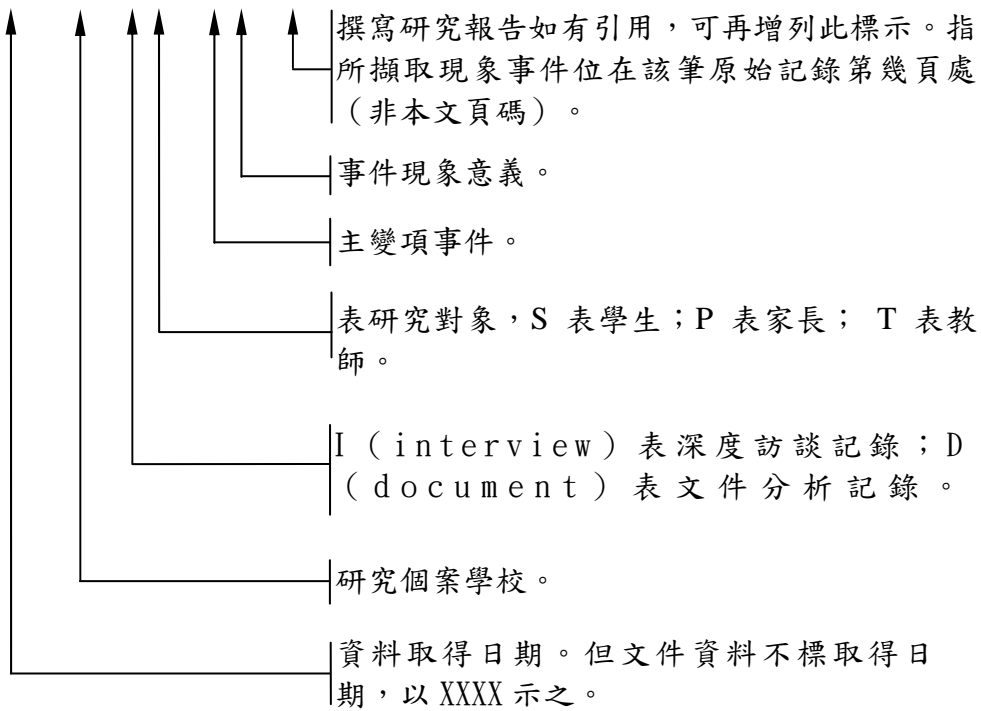 撰寫研究報告如有引用，可再增列此標示。指
所擷取現象事件位在該筆原始記錄第幾頁處
（非本文頁碼）。
事件現象意義。
主變項事件。
表研究對象，S 表學生；P 表家長； T 表教
師。
I（interview）表深度訪談記錄；D
（document）表文件分析記錄。
研究個案學校。
資料取得日期。但文件資料不標取得日
期，以 XXXX 示之。